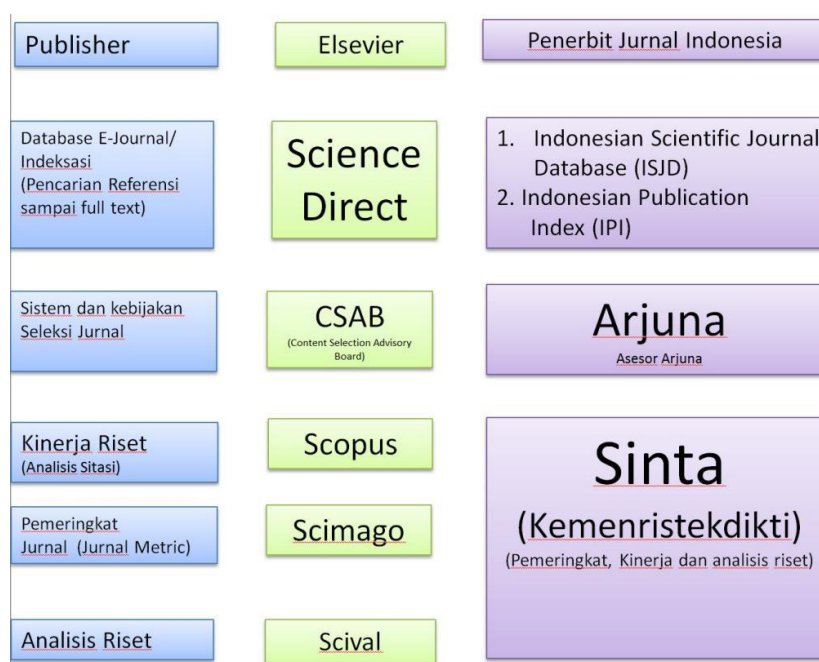 Publisher
Elsevier
Penerbit Jurnal Indonesia
Database E-Journal/
Indeksasi
(Pencarian Referensi
sampai full text)
Science
Direct
1. Indonesian Scientific Journal
Database (ISJD)
2. Indonesian Publication
Index (IPI)
Sistem dan kebijakan
Seleksi Jurnal
CSAB
(Content Selection Advisory
Board)
Arjuna
Asesor Arjuna
Kinerja Riset
(Analisis Sitasi)
Scopus
Sinta
(Kemenristekdikti)
(Pemeringkat, Kinerja dan analisis riset)
Pemeringkat
Jurnal (Jurnal Metric)
Scimago
Analisis Riset
Scival